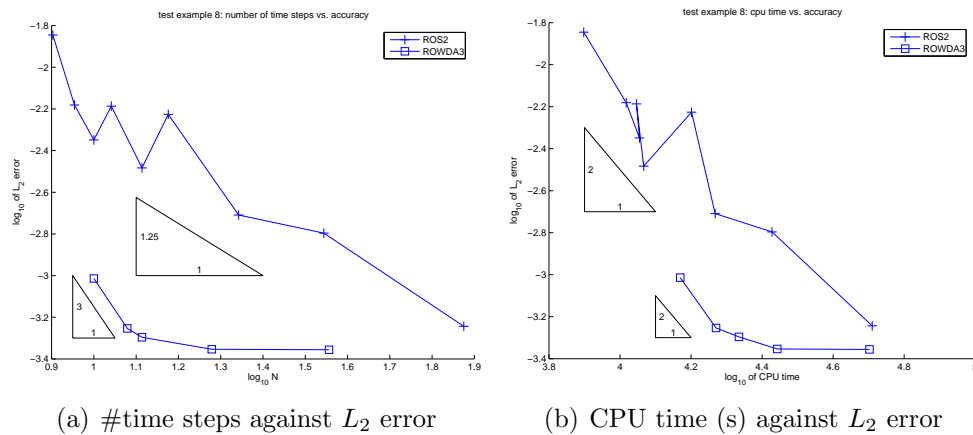 test example 8: number of time steps vs. accuracy
ROS2
ROWDA3
log10 of L2 error
−1.8
−2
−2.2
−2.4
−2.6
−2.8
−3
−3.2
−3.4
1.25
1
3
1
0.9 1 1.1 1.2 1.3 1.4 1.5 1.6 1.7 1.8 1.9
log10 N
(a) #time steps against L2 error
test example 8: cpu time vs. accuracy
ROS2
ROWDA3
log10 of L2 error
−1.8
−2
−2.2
−2.4
−2.6
−2.8
−3
−3.2
−3.4
2
1
2
1
3.8 4 4.2 4.4 4.6 4.8
log10 of CPU time
(b) CPU time (s) against L2 error